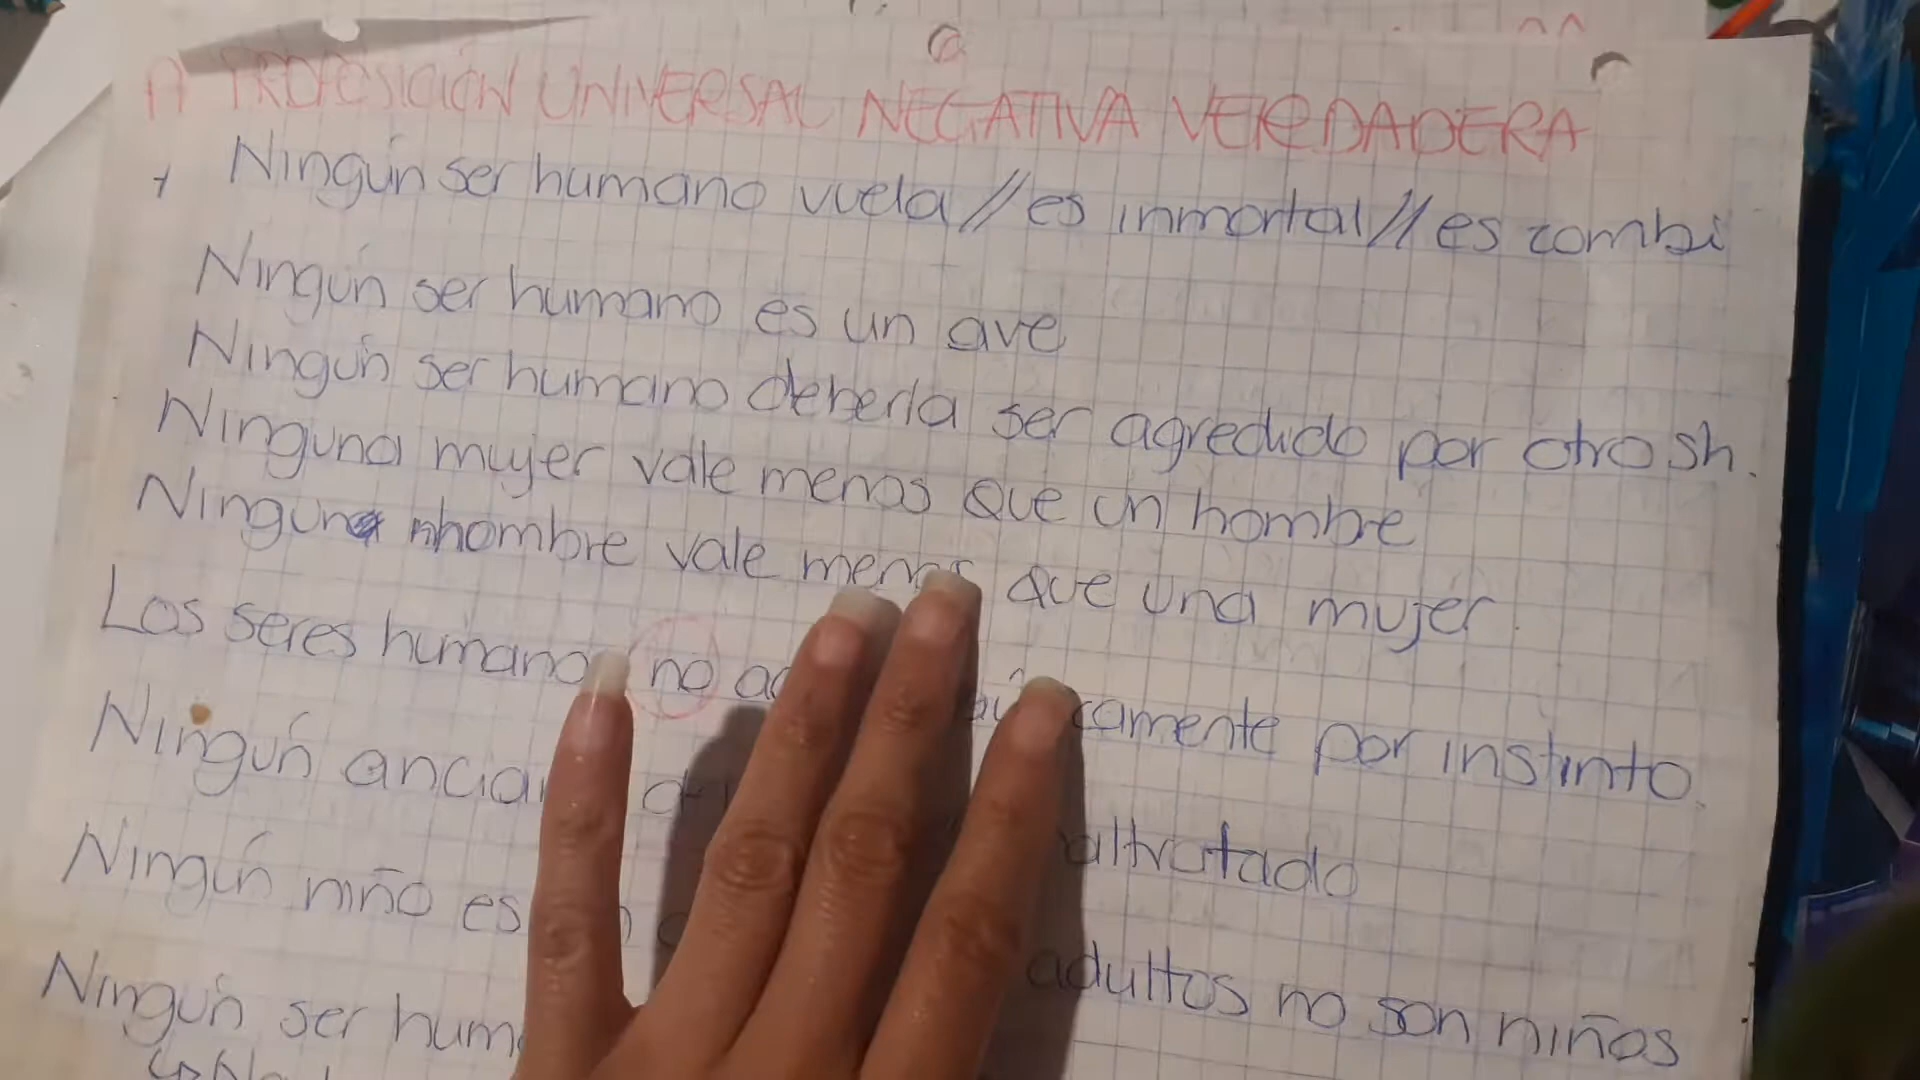 A) PROPOSICIÓN UNIVERSAL NEGATIVA VERDADERA
Ningún ser humano vuela // es inmortal // es zombi
Ningún ser humano es un ave
Ningún ser humano debería ser agredido por otro sh.
Ninguna mujer vale menos que un hombre
Ningun hombre vale menos que una mujer.
Los seres humanos no camente por instinto.
Ningún altratado
Ningún niño es adultos no son niños
Ningún ser hum